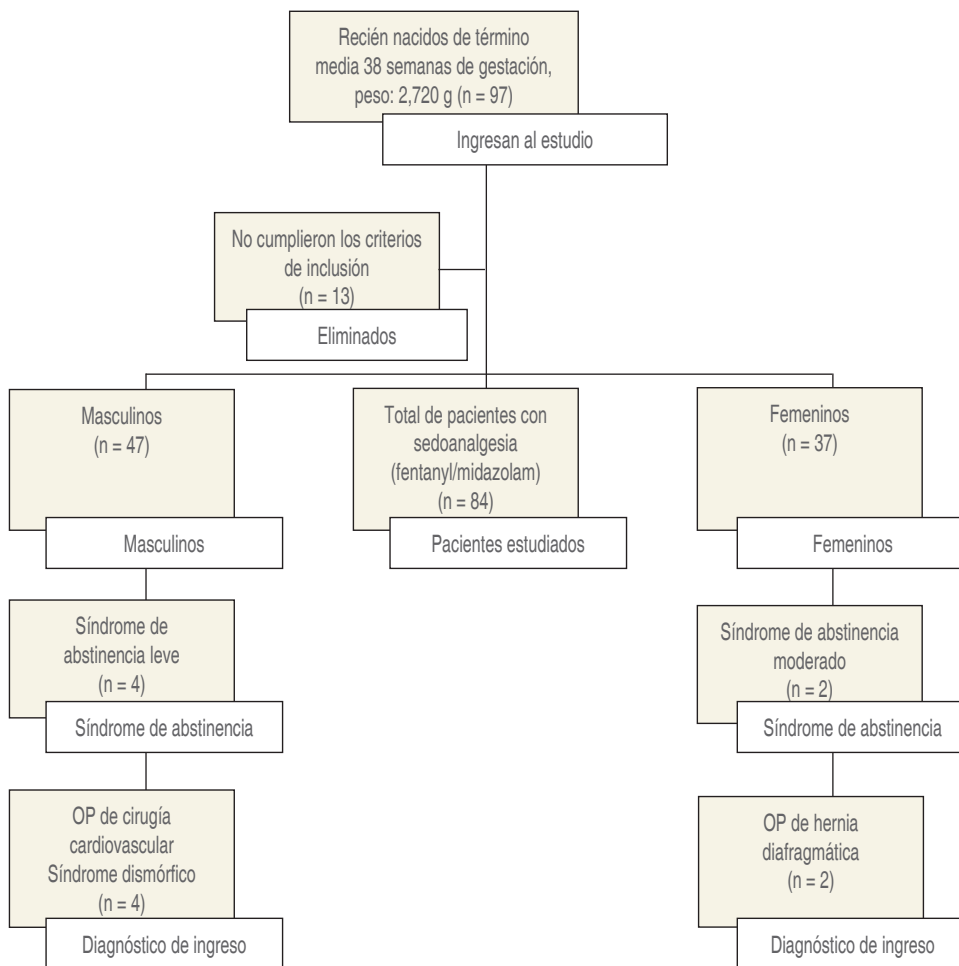 Recién nacidos de término
media 38 semanas de gestación,
peso: 2,720 g (n = 97)
Ingresan al estudio
No cumplieron los criterios
de inclusión
(n = 13)
Eliminados
Masculinos
(n = 47)
Masculinos
Total de pacientes con
sedoanalgesia
(fentanyl/midazolam)
(n = 84)
Pacientes estudiados
Femeninos
(n = 37)
Femeninos
Síndrome de
abstinencia leve
(n = 4)
Síndrome de abstinencia
Síndrome de abstinencia
moderado
(n = 2)
Síndrome de abstinencia
OP de cirugía
cardiovascular
Síndrome dismórfico
(n = 4)
Diagnóstico de ingreso
OP de hernia
diafragmática
(n = 2)
Diagnóstico de ingreso